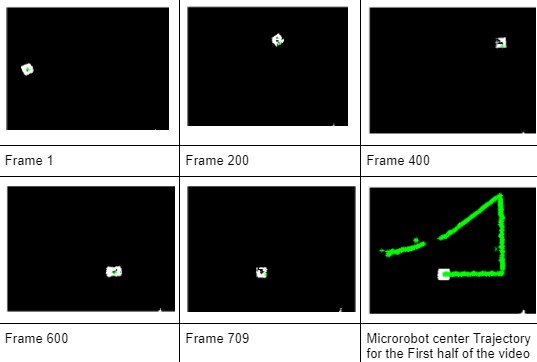 Frame 1
Frame 200
Frame 400
Frame 600
Frame 709
Microrobot center Trajectory
for the First half of the video